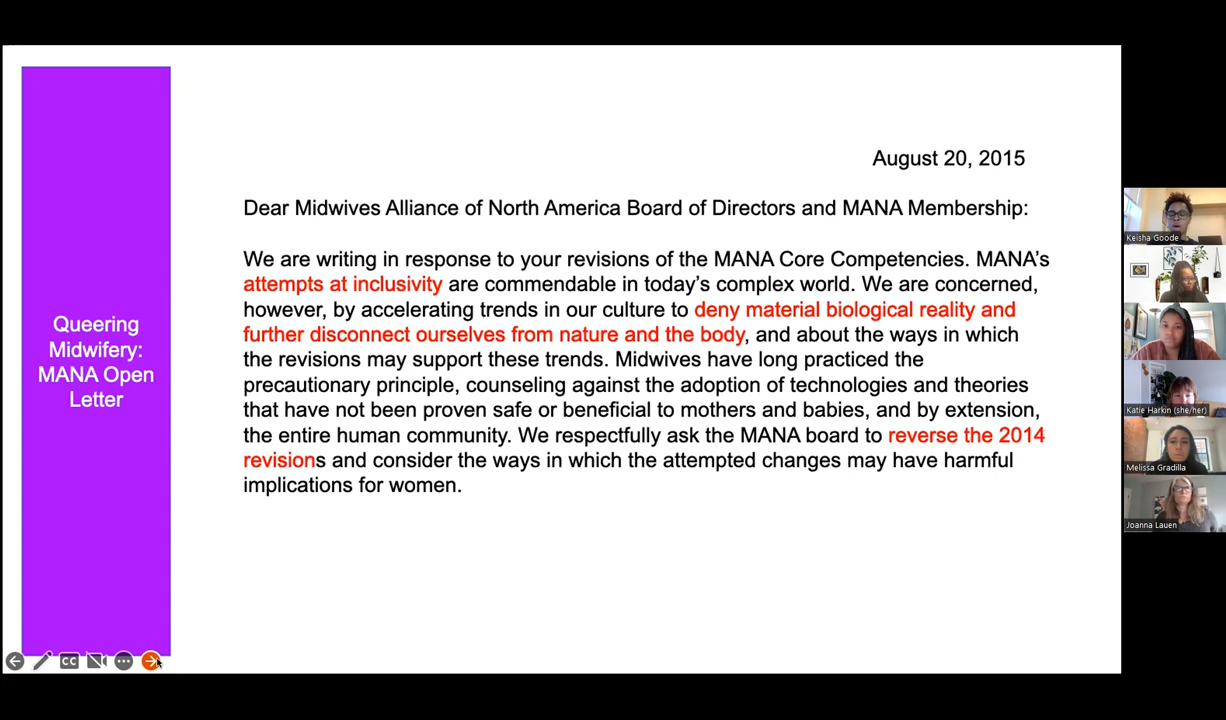 Queering
Midwifery:
MANA Open
Letter
August 20, 2015
Dear Midwives Alliance of North America Board of Directors and MANA Membership:
We are writing in response to your revisions of the MANA Core Competencies. MANA's
attempts at inclusivity are commendable in today's complex world. We are concerned,
however, by accelerating trends in our culture to deny material biological reality and
further disconnect ourselves from nature and the body, and about the ways in which
the revisions may support these trends. Midwives have long practiced the
precautionary principle, counseling against the adoption of technologies and theories
that have not been proven safe or beneficial to mothers and babies, and by extension,
the entire human community. We respectfully ask the MANA board to reverse the 2014
revisions and consider the ways in which the attempted changes may have harmful
implications for women.
CC
Keisha Goode
Katie Harkin (she/her)
Melissa Gradilla
Joanna Lauen